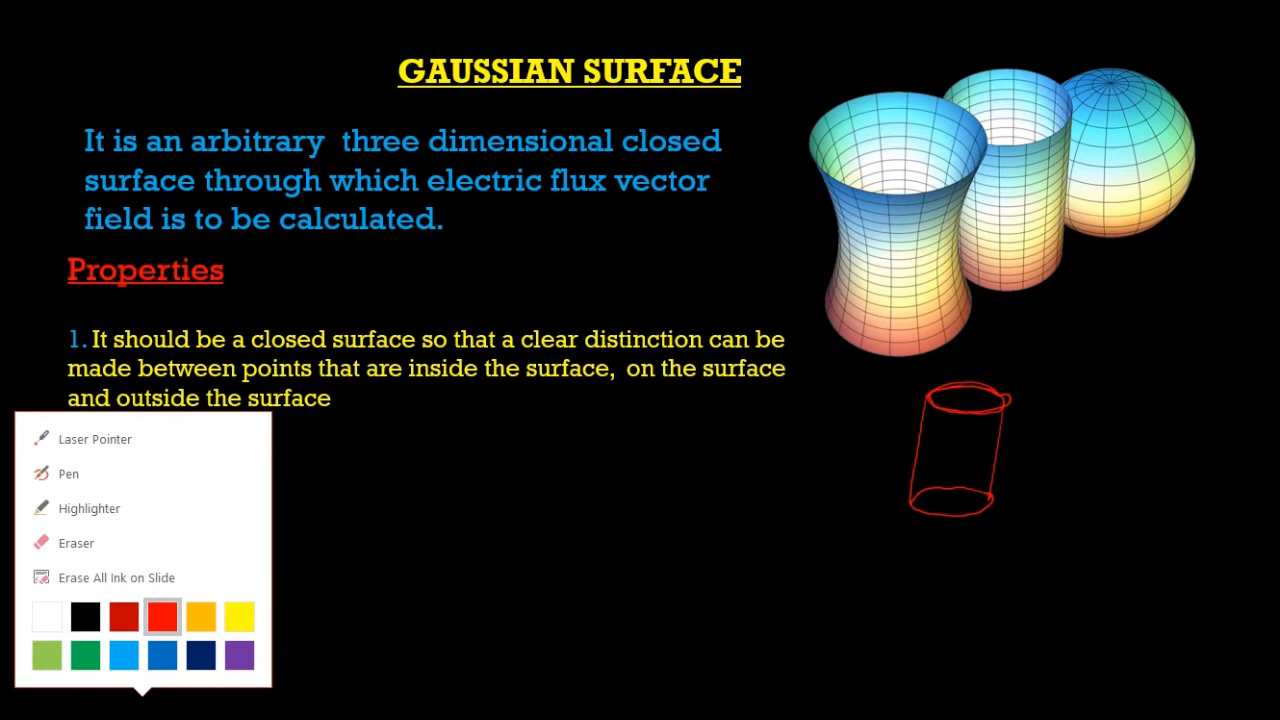 GAUSSIAN SURFACE
It is an arbitrary three dimensional closed
surface through which electric flux vector
field is to be calculated.
Properties
1. It should be a closed surface so that a clear distinction can be
made between points that are inside the surface, on the surface
and outside the surface
Laser Pointer
Pen
Highlighter
Eraser
Erase All Ink on Slide